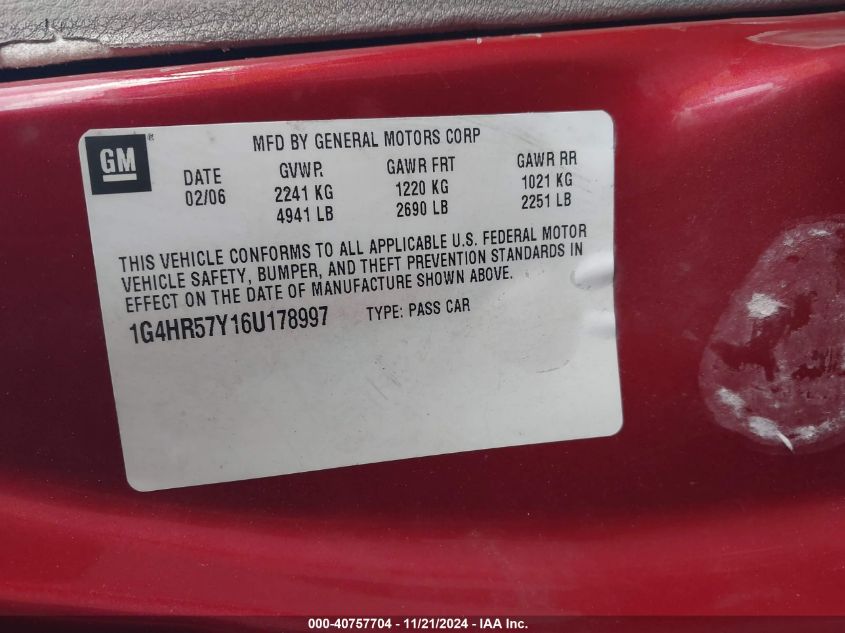 GM
MFD BY GENERAL MOTORS CORP
DATE GVWP. GAWR FRT GAWR RR
02/06 2241 KG 1220 KG 1021 KG
4941 LB 2690 LB 2251 LB
THIS VEHICLE CONFORMS TO ALL APPLICABLE U.S. FEDERAL MOTOR
VEHICLE SAFETY, BUMPER, AND THEFT PREVENTION STANDARDS IN
EFFECT ON THE DATE OF MANUFACTURE SHOWN ABOVE.
1G4HR57Y16U178997 TYPE: PASS CAR
000-40757704 - 11/21/2024 - IAA Inc.